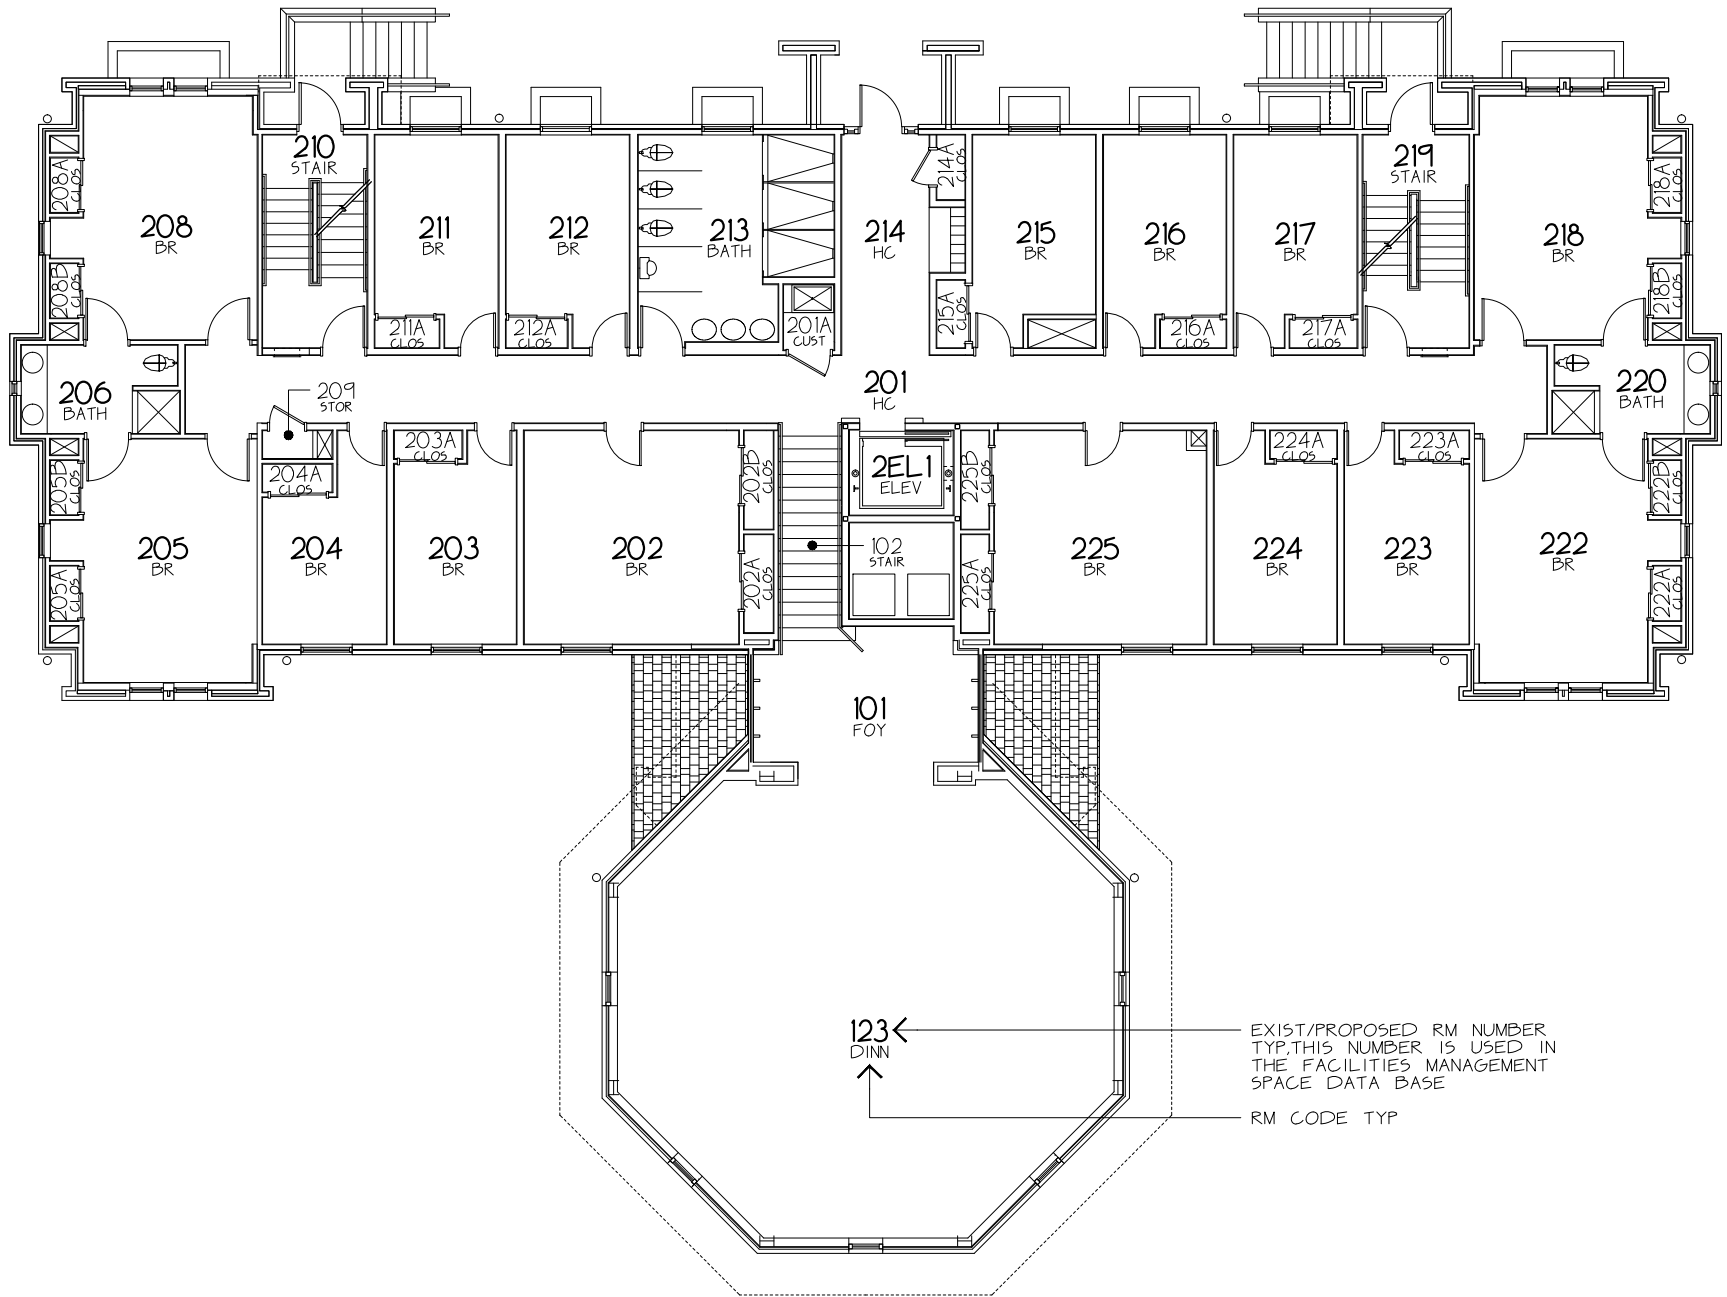 210
STAIR
219
STAIR
208A
CLOS
214A
CLOS
218A
CLOS
208
BR
211
BR
212
BR
213
BATH
214
HC
215
BR
216
BR
217
BR
218
BR
208B
CLOS
218B
CLOS
211A
CLOS
212A
CLOS
201A
CUST
215A
CLOS
216A
CLOS
217A
CLOS
206
BATH
209
STOR
201
HC
220
BATH
203A
CLOS
224A
CLOS
223A
CLOS
205B
CLOS
204A
CLOS
202B
CLOS
2EL1
ELEV
225B
CLOS
222B
CLOS
205
BR
204
BR
203
BR
202
BR
102
STAIR
225
BR
224
BR
223
BR
222
BR
205A
CLOS
202A
CLOS
225A
CLOS
222A
CLOS
101
FOY
123
DINN
EXIST/PROPOSED RM NUMBER
TYP,THIS NUMBER IS USED IN
THE FACILITIES MANAGEMENT
SPACE DATA BASE
RM CODE TYP